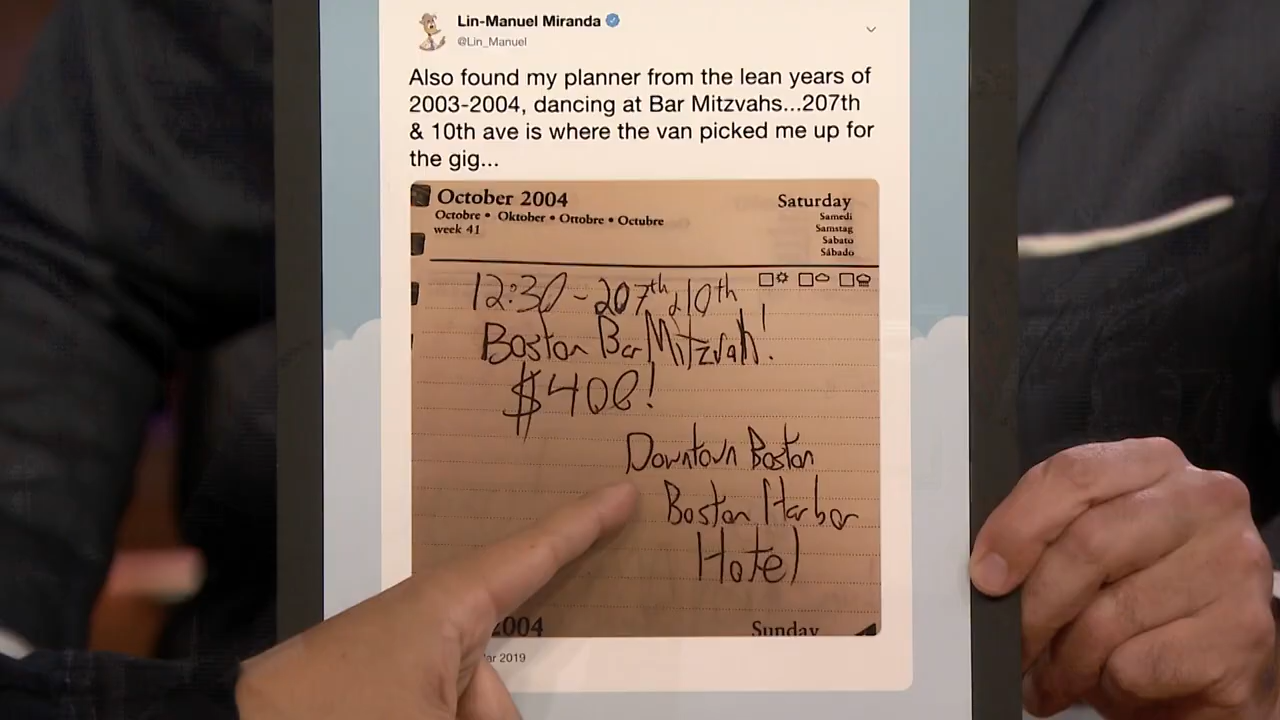 Lin-Manuel Miranda
@Lin_Manuel
Also found my planner from the lean years of
2003-2004, dancing at Bar Mitzvahs...207th
& 10th ave is where the van picked me up for
the gig...
October 2004
Octobre • Oktober • Ottobre • Octubre
week 41
Saturday
Samedi
Samstag
Sabato
Sábado
12:30 - 207th & 10th
Boston Bar Mitzvah!
$400!
Downtown Boston
Boston Harbor
Hotel
2004
Sunday
2019